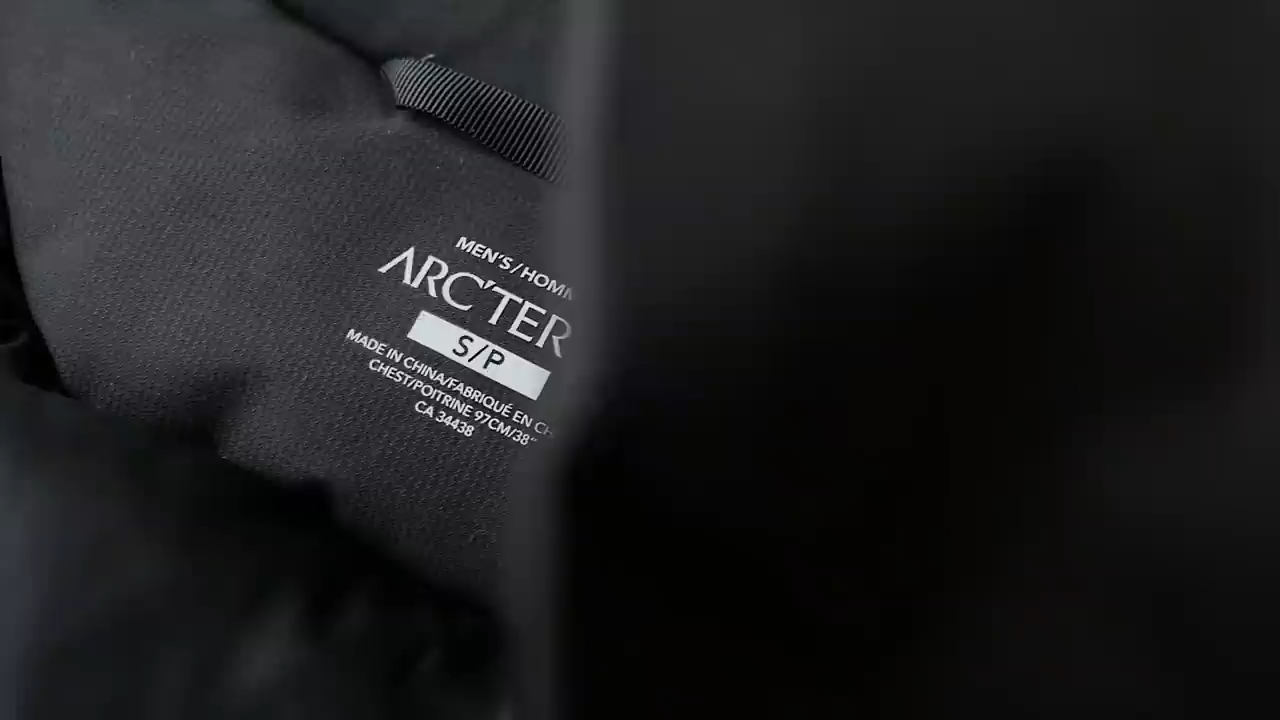 MEN'S/HOMM
ARC'TER
S/P
MADE IN CHINA/FABRIQUÉ EN CH
CHEST/POITRINE 97CM/38"
CA 34438